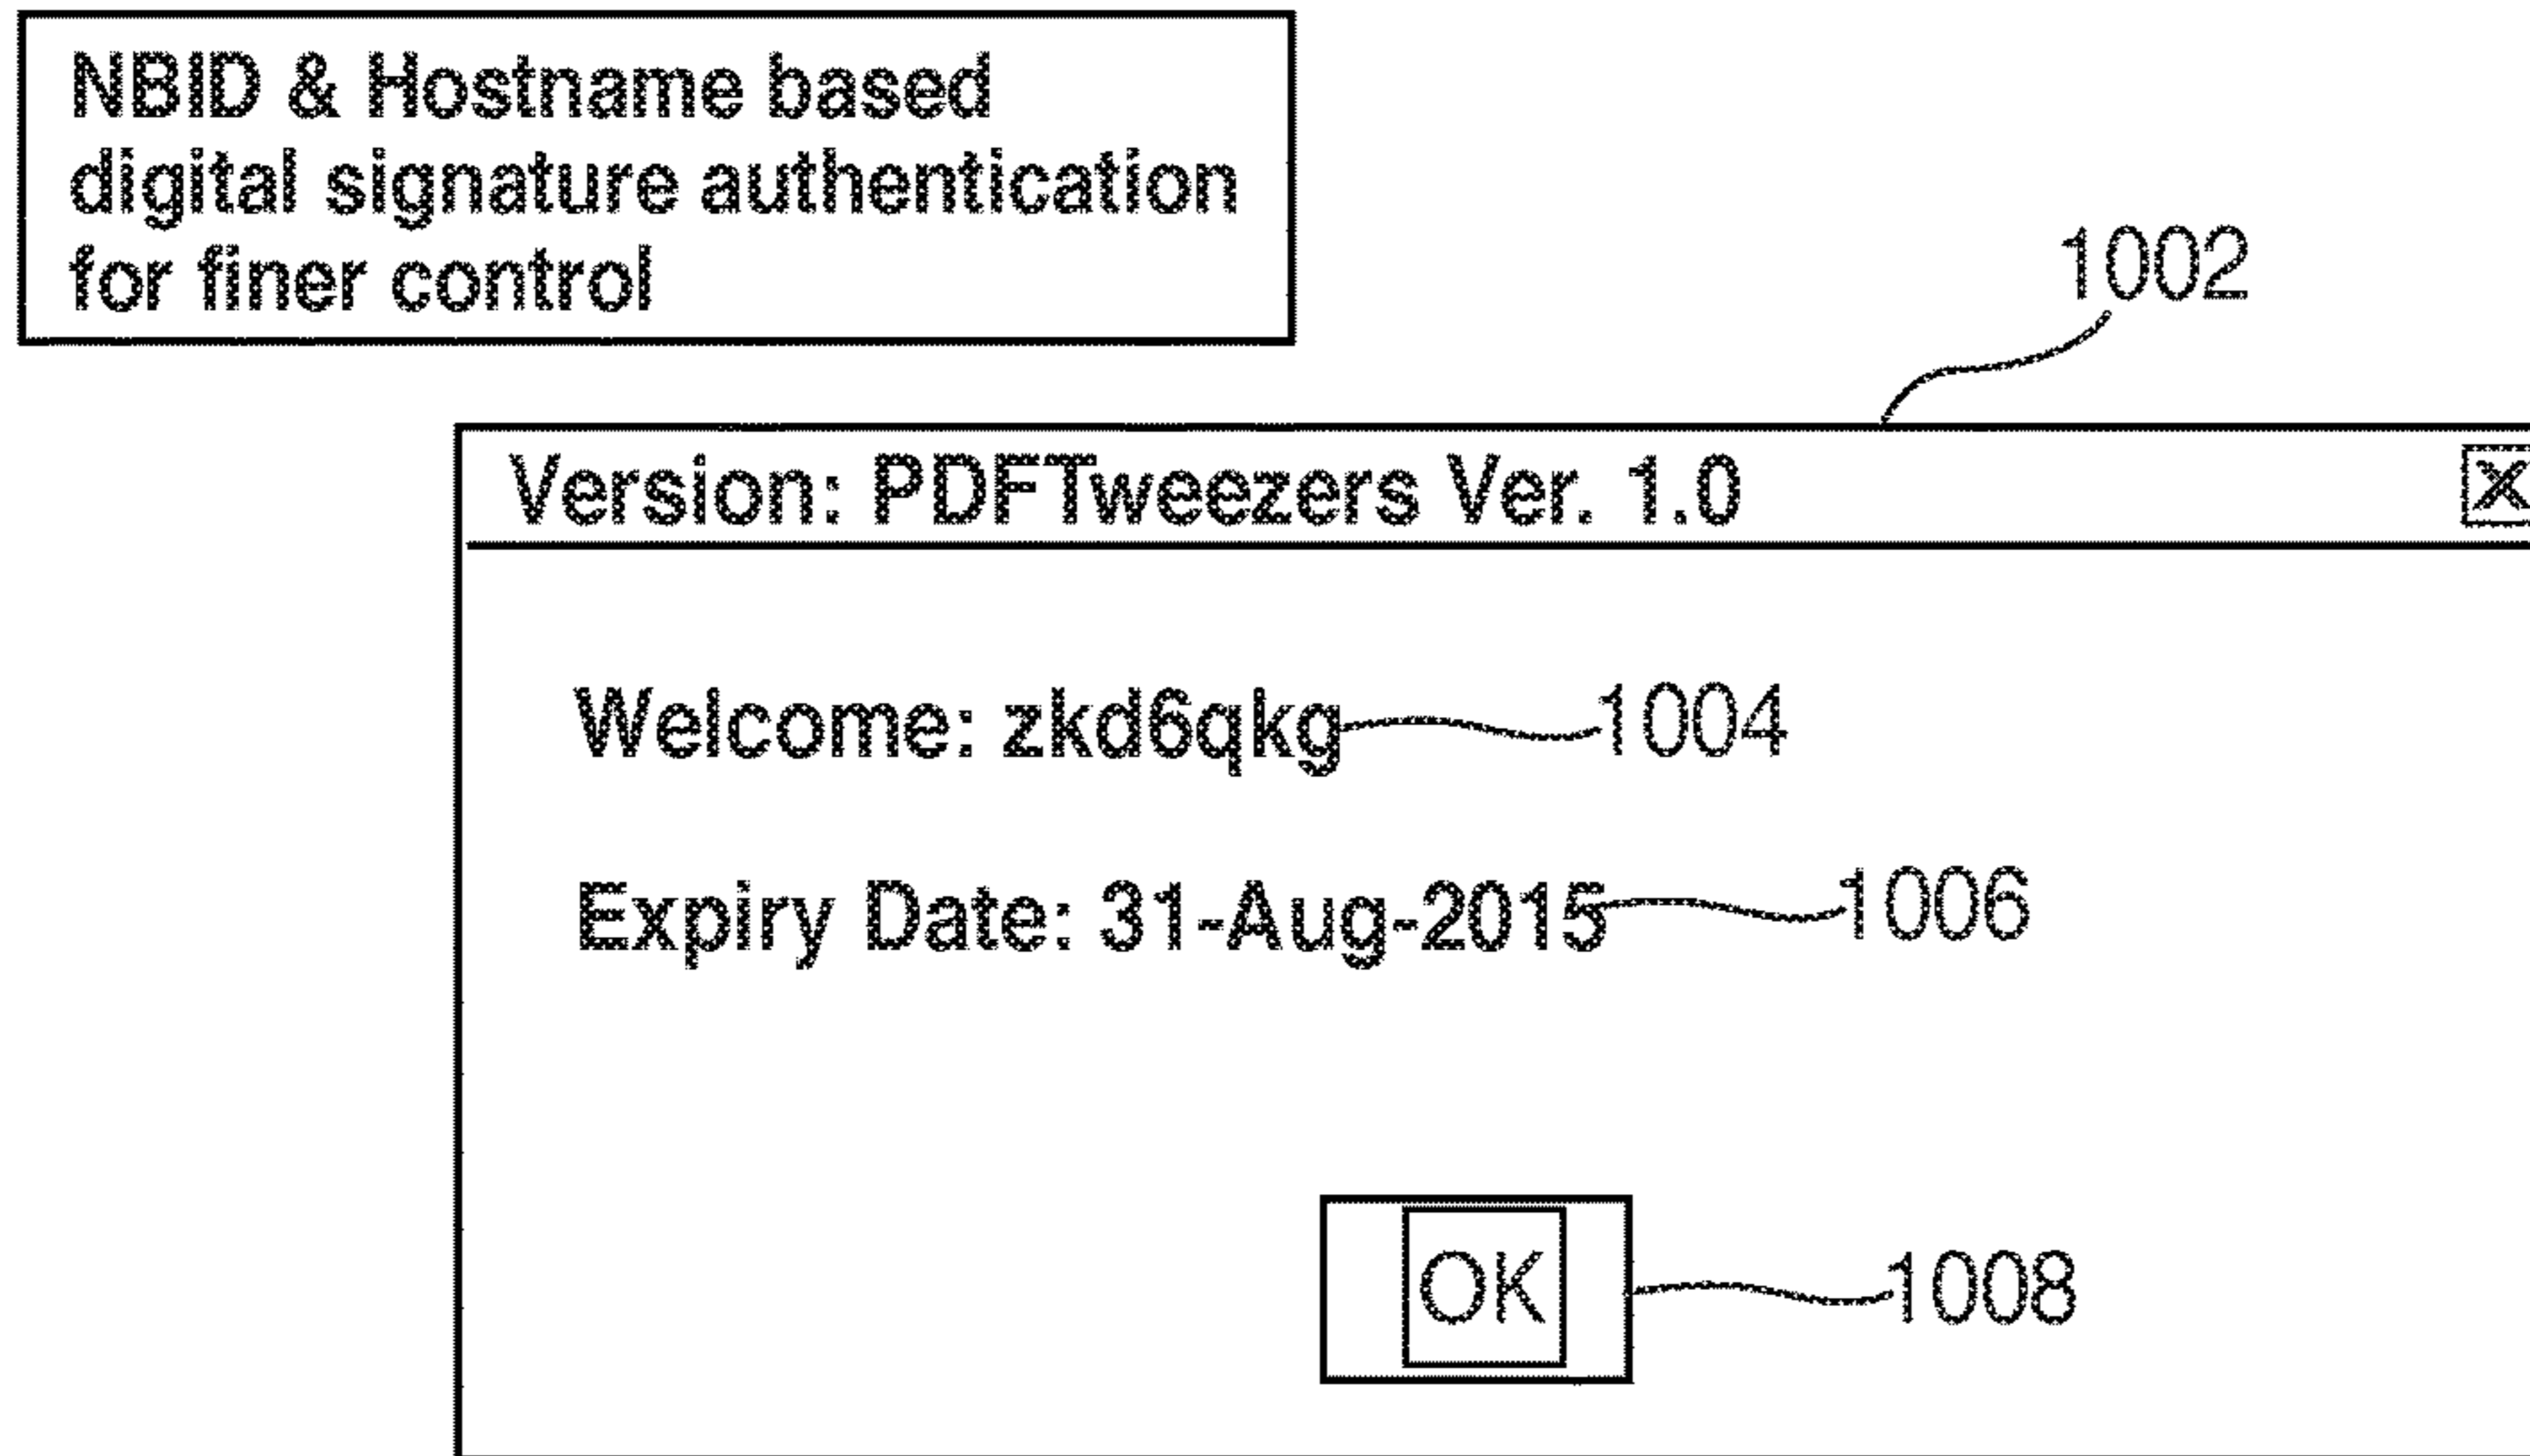 NBID & Hostname based
digital signature authentication
for finer control
1002
Version: PDFTweezers Ver. 1.0
Welcome: zkd6qkg 1004
Expiry Date: 31-Aug-2015 1006
OK 1008